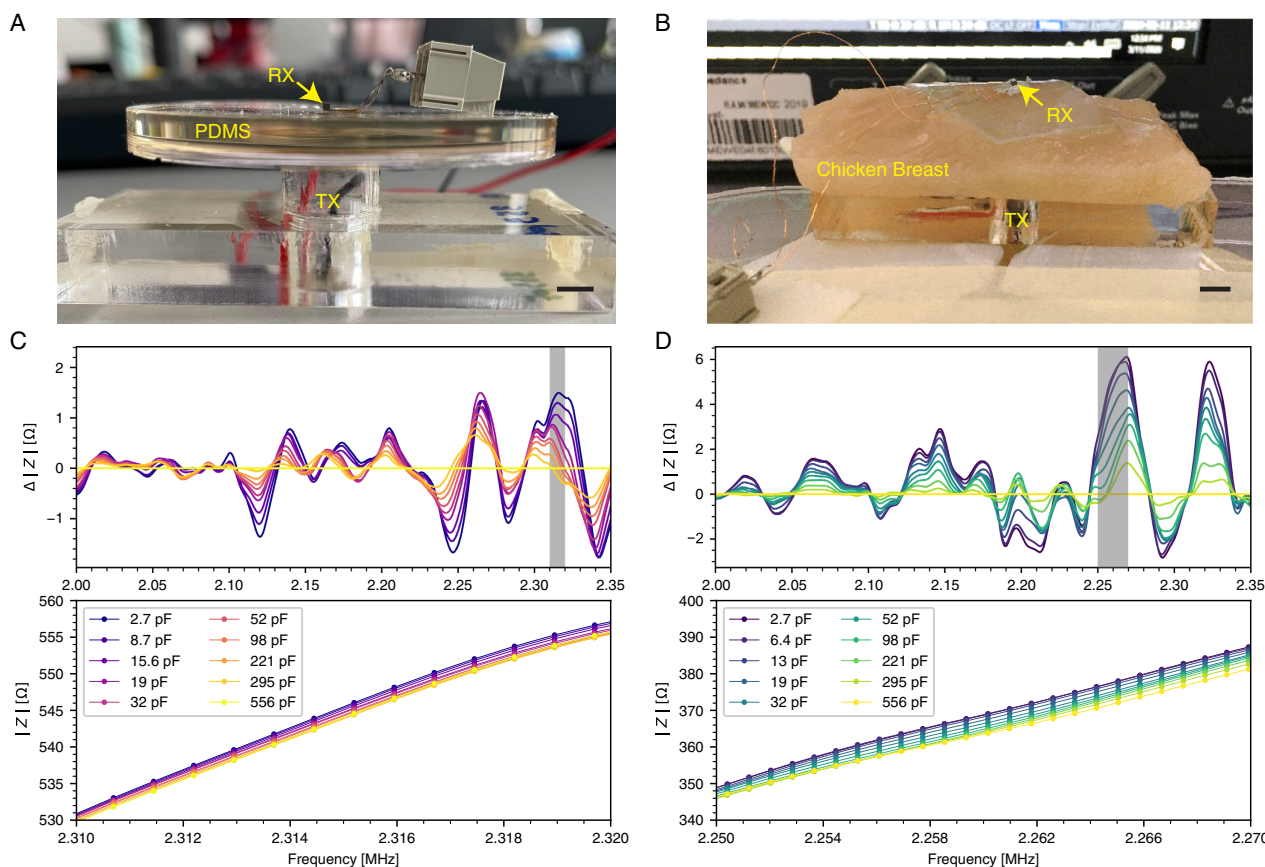 A
RX
PDMS
TX
B
RX
Chicken Breast
TX
C
Δ | Z | [Ω]
2
1
0
−1
2.00 2.05 2.10 2.15 2.20 2.25 2.30 2.35
| Z | [Ω]
560
555
550
545
540
535
530
2.7 pF 52 pF
8.7 pF 98 pF
15.6 pF 221 pF
19 pF 295 pF
32 pF 556 pF
2.310 2.312 2.314 2.316 2.318 2.320
Frequency [MHz]
D
Δ | Z | [Ω]
6
4
2
0
−2
2.00 2.05 2.10 2.15 2.20 2.25 2.30 2.35
| Z | [Ω]
400
390
380
370
360
350
340
2.7 pF 52 pF
6.4 pF 98 pF
13 pF 221 pF
19 pF 295 pF
32 pF 556 pF
2.250 2.254 2.258 2.262 2.266 2.270
Frequency [MHz]